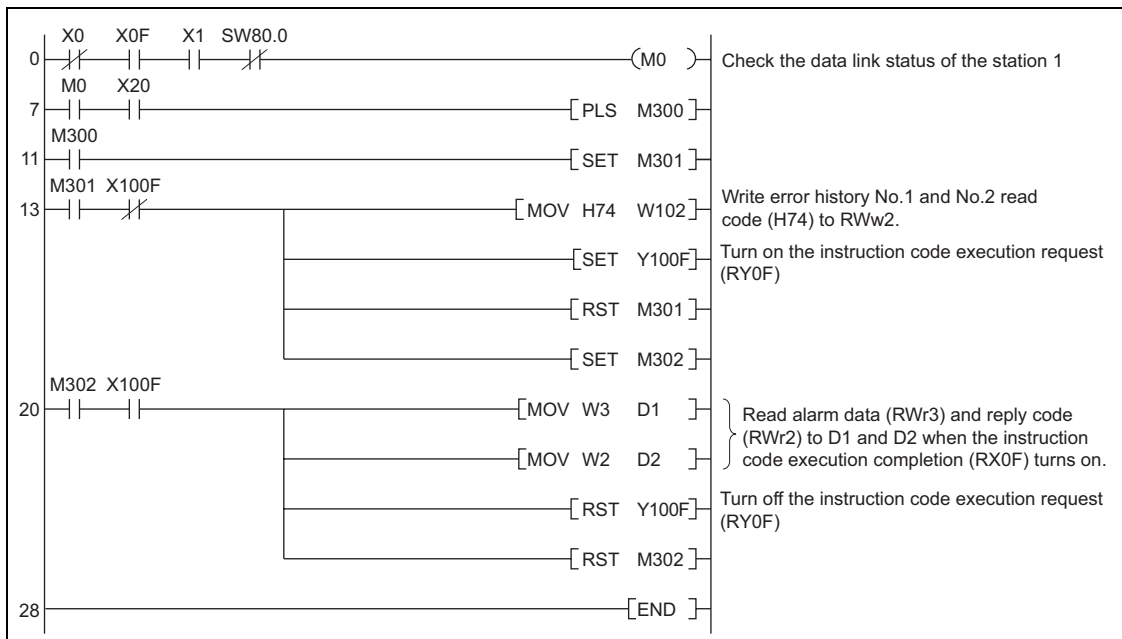 X0 X0F X1 SW80.0
0 M0 Check the data link status of the station 1
M0 X20
7 PLS M300
M300
11 SET M301
M301 X100F
13 MOV H74 W102 Write error history No.1 and No.2 read
code (H74) to RWw2.
SET Y100F Turn on the instruction code execution request
(RY0F)
RST M301
SET M302
M302 X100F
20 MOV W3 D1 Read alarm data (RWr3) and reply code
(RWr2) to D1 and D2 when the instruction
MOV W2 D2 code execution completion (RX0F) turns on.
RST Y100F Turn off the instruction code execution request
(RY0F)
RST M302
28 END